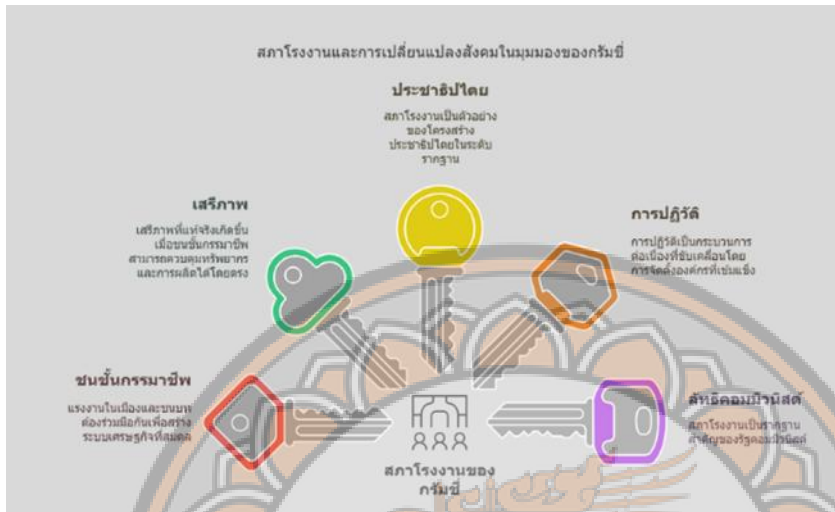 สภาโรงงานและการเปลี่ยนแปลงสังคมในมุมมองของกรัมชี่
ประชาธิปไตย
สภาโรงงานเป็นตัวอย่าง
ของโครงสร้าง
ประชาธิปไตยในระดับ
รากฐาน
เสรีภาพ
เสรีภาพที่แท้จริงเกิดขึ้น
เมื่อชนชั้นกรรมาชีพ
สามารถควบคุมทรัพยากร
และการผลิตได้โดยตรง
การปฏิวัติ
การปฏิวัติเป็นกระบวนการ
ต่อเนื่องที่ขับเคลื่อนโดย
การจัดตั้งองค์กรที่เข้มแข็ง
ชนชั้นกรรมาชีพ
แรงงานในเมืองและชนบท
ต้องร่วมมือกันเพื่อสร้าง
ระบบเศรษฐกิจที่สมดุล
ลัทธิคอมมิวนิสต์
สภาโรงงานเป็นรากฐาน
สำคัญของรัฐคอมมิวนิสต์
สภาโรงงานของ
กรัมชี่